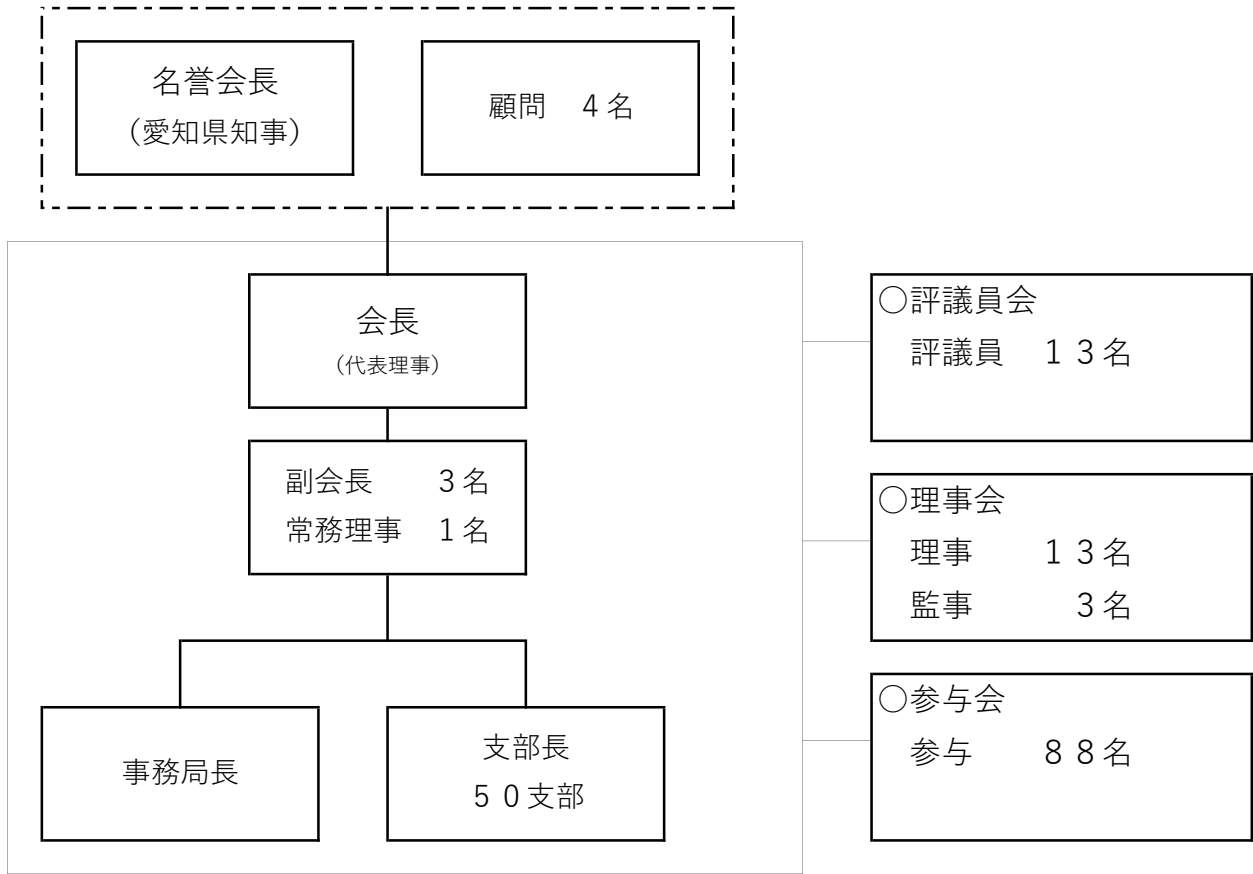 名誉会長
(愛知県知事)
顧問　4名
会長
(代表理事)
副会長　　3名
常務理事　1名
事務局長
支部長
５０支部
○評議員会
評議員　１３名
○理事会
理事　　１３名
監事　　　３名
○参与会
参与　　８８名